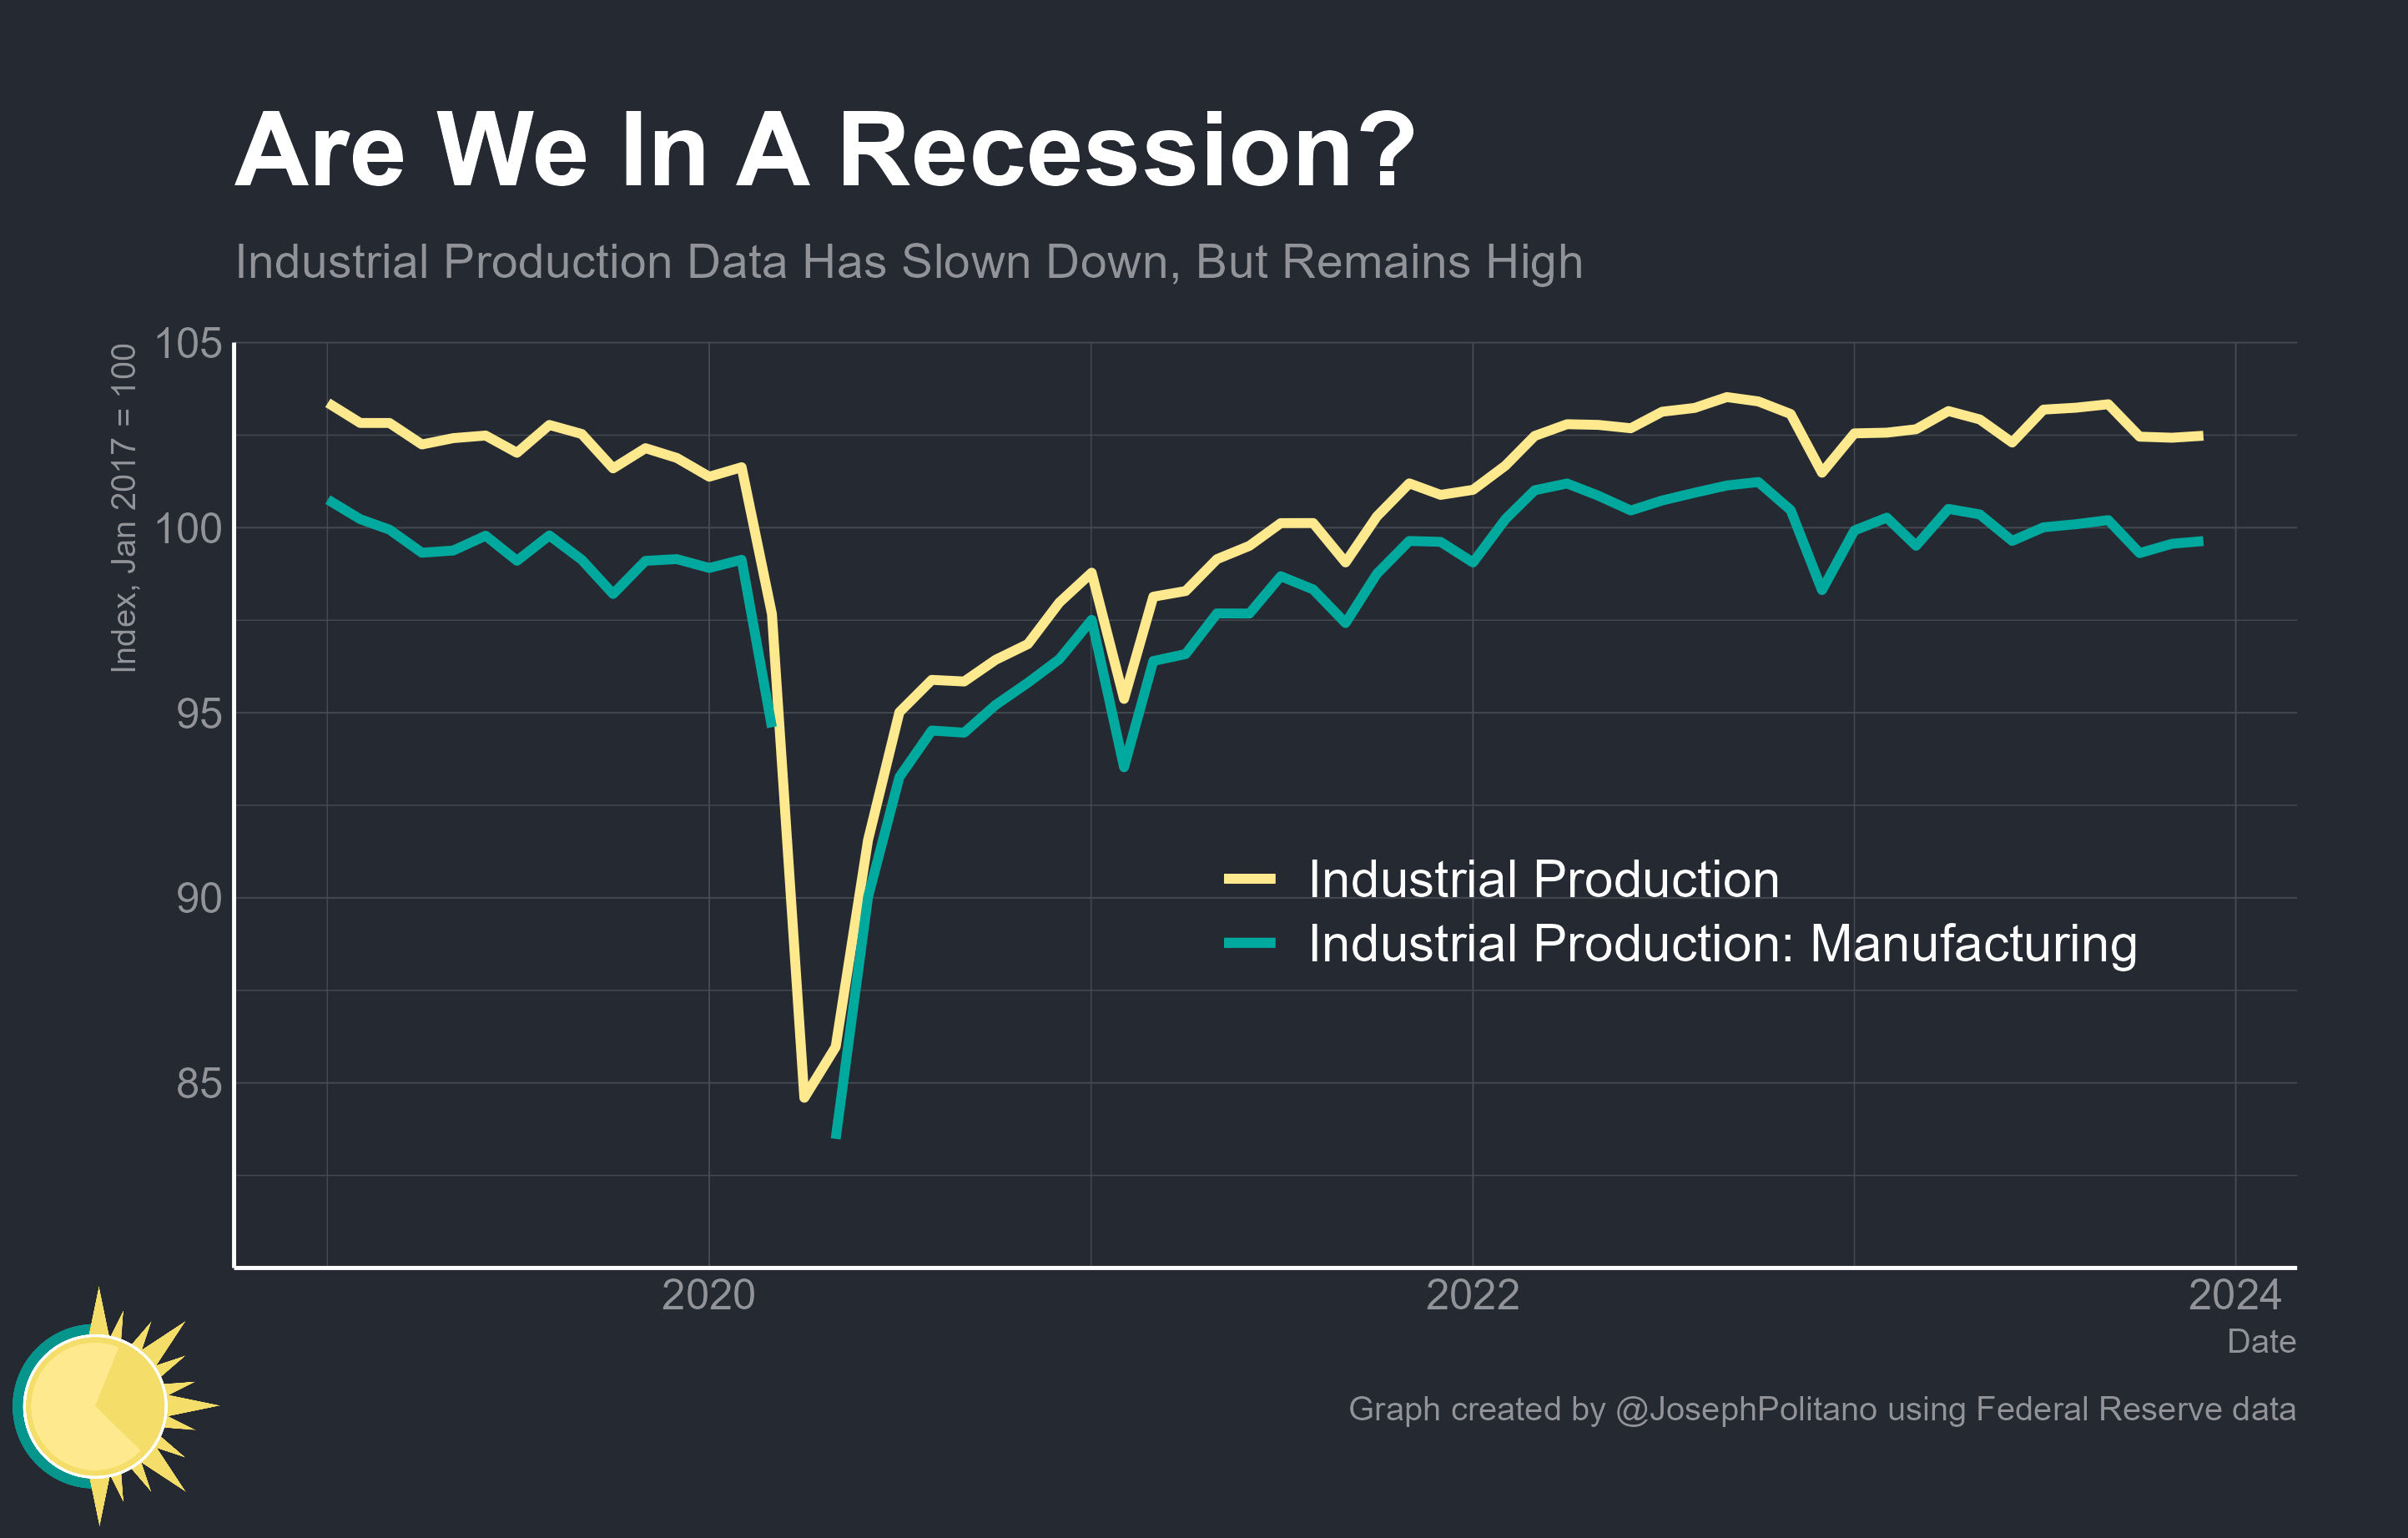 Are We In A Recession?
Industrial Production Data Has Slown Down, But Remains High
Index, Jan 2017 = 100
105
100
95
90
85
Industrial Production
Industrial Production: Manufacturing
2020
2022
2024
Date
Graph created by @JosephPolitano using Federal Reserve data